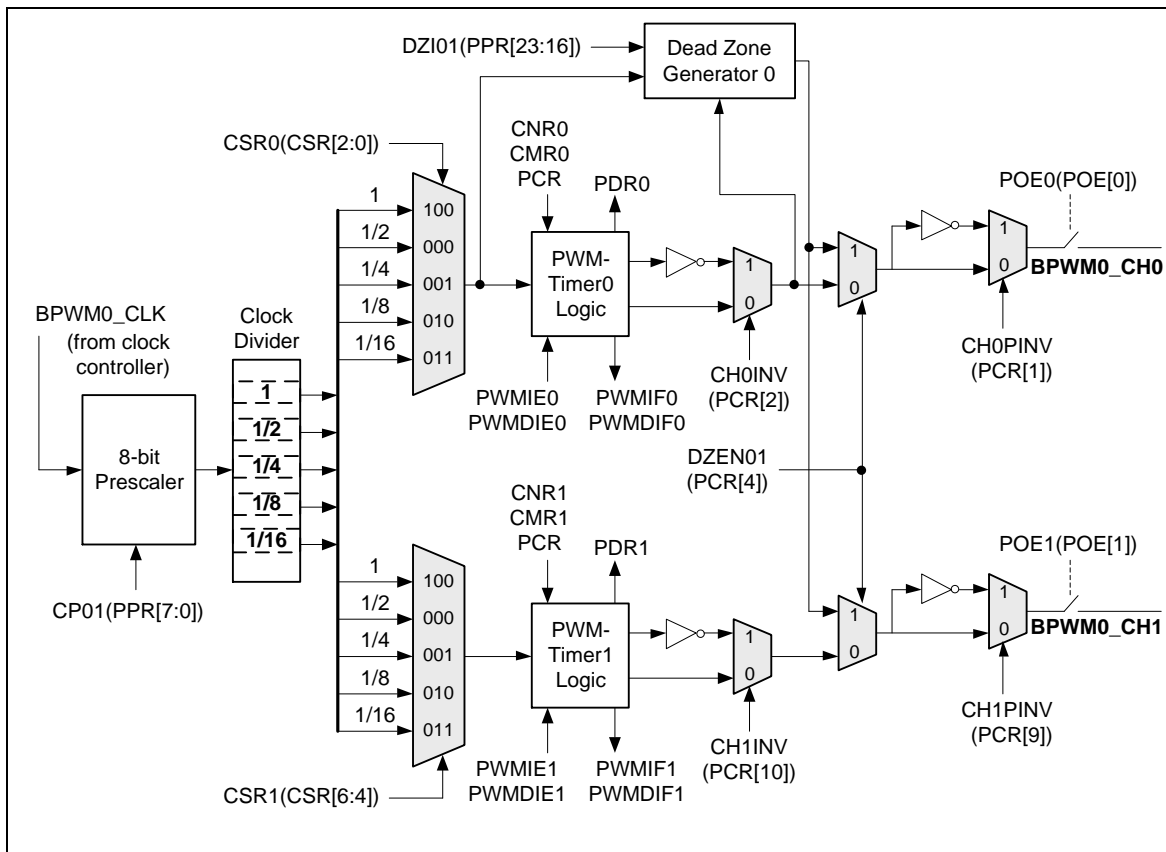 DZI01(PPR[23:16])
Dead Zone
Generator 0
CSR0(CSR[2:0])
CNR0
CMR0
PCR
PDR0
POE0(POE[0])
1
1/2
1/4
1/8
1/16
100
000
001
010
011
PWM-
Timer0
Logic
1
0
1
0
1
0
BPWM0_CH0
BPWM0_CLK
(from clock
controller)
Clock
Divider
PWMIE0
PWMDIE0
PWMIF0
PWMDIF0
CH0INV
(PCR[2])
CH0PINV
(PCR[1])
8-bit
Prescaler
1
1/2
1/4
1/8
1/16
DZEN01
(PCR[4])
CNR1
CMR1
PCR
PDR1
POE1(POE[1])
CP01(PPR[7:0])
1
1/2
1/4
1/8
1/16
100
000
001
010
011
PWM-
Timer1
Logic
1
0
1
0
1
0
BPWM0_CH1
CSR1(CSR[6:4])
PWMIE1
PWMDIE1
PWMIF1
PWMDIF1
CH1INV
(PCR[10])
CH1PINV
(PCR[9])